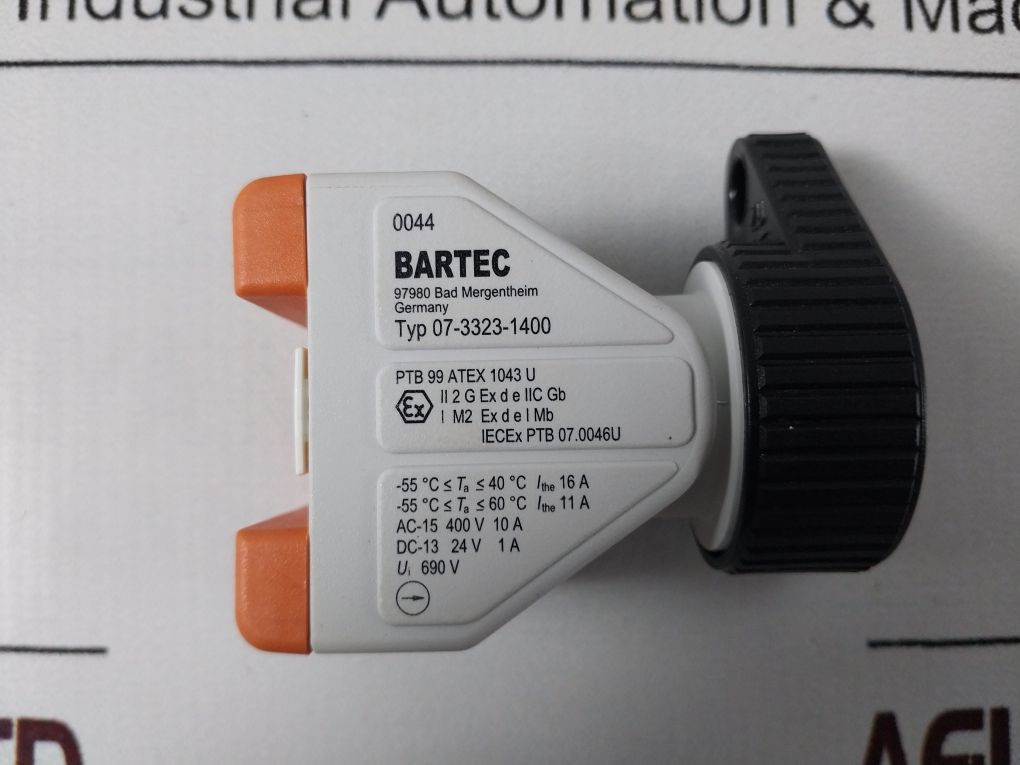 Industrial Automation & Mac
0044
BARTEC
97980 Bad Mergentheim
Germany
Typ 07-3323-1400
PTB 99 ATEX 1043 U
Ex II 2 G Ex d e IIC Gb
I M2 Ex d e I Mb
IECEx PTB 07.0046U
-55 °C ≤ Ta ≤ 40 °C Ithe 16 A
-55 °C ≤ Ta ≤ 60 °C Ithe 11 A
AC-15 400 V 10 A
DC-13 24 V 1 A
Ui 690 V